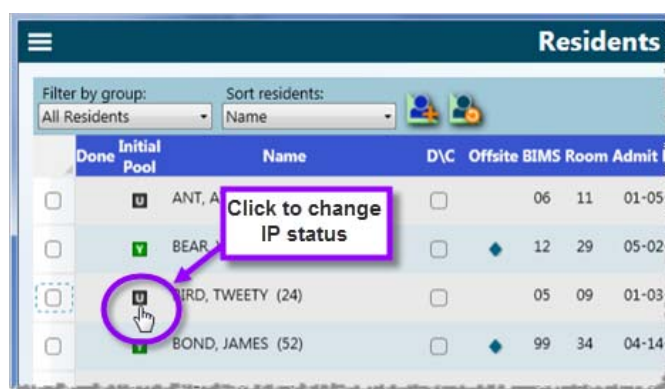 Residents
Filter by group:
Sort residents:
All Residents
Name
Done
Initial
Pool
Name
D\C
Offsite
BIMS
Room
Admit
U
ANT, A
06
11
01-05
Y
BEAR,
12
29
05-02
Click to change
IP status
U
BIRD, TWEETY (24)
05
09
01-03
Y
BOND, JAMES (52)
99
34
04-14